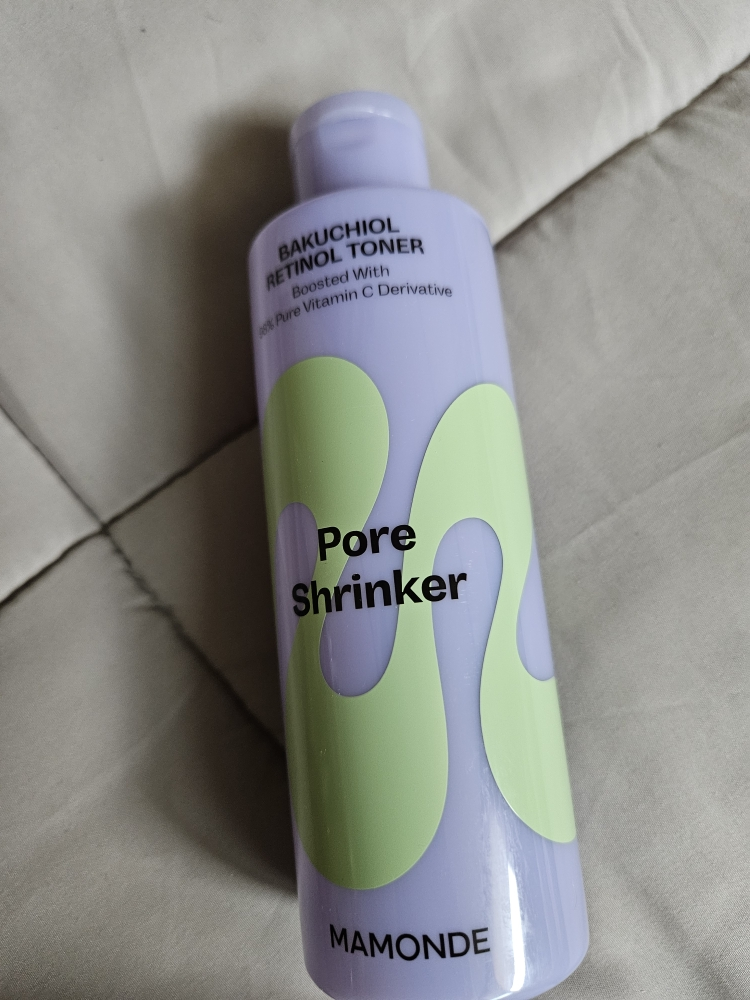 BAKUCHIOL
RETINOL TONER
Boosted With
Pure Vitamin C Derivative
Pore
Shrinker
MAMONDE